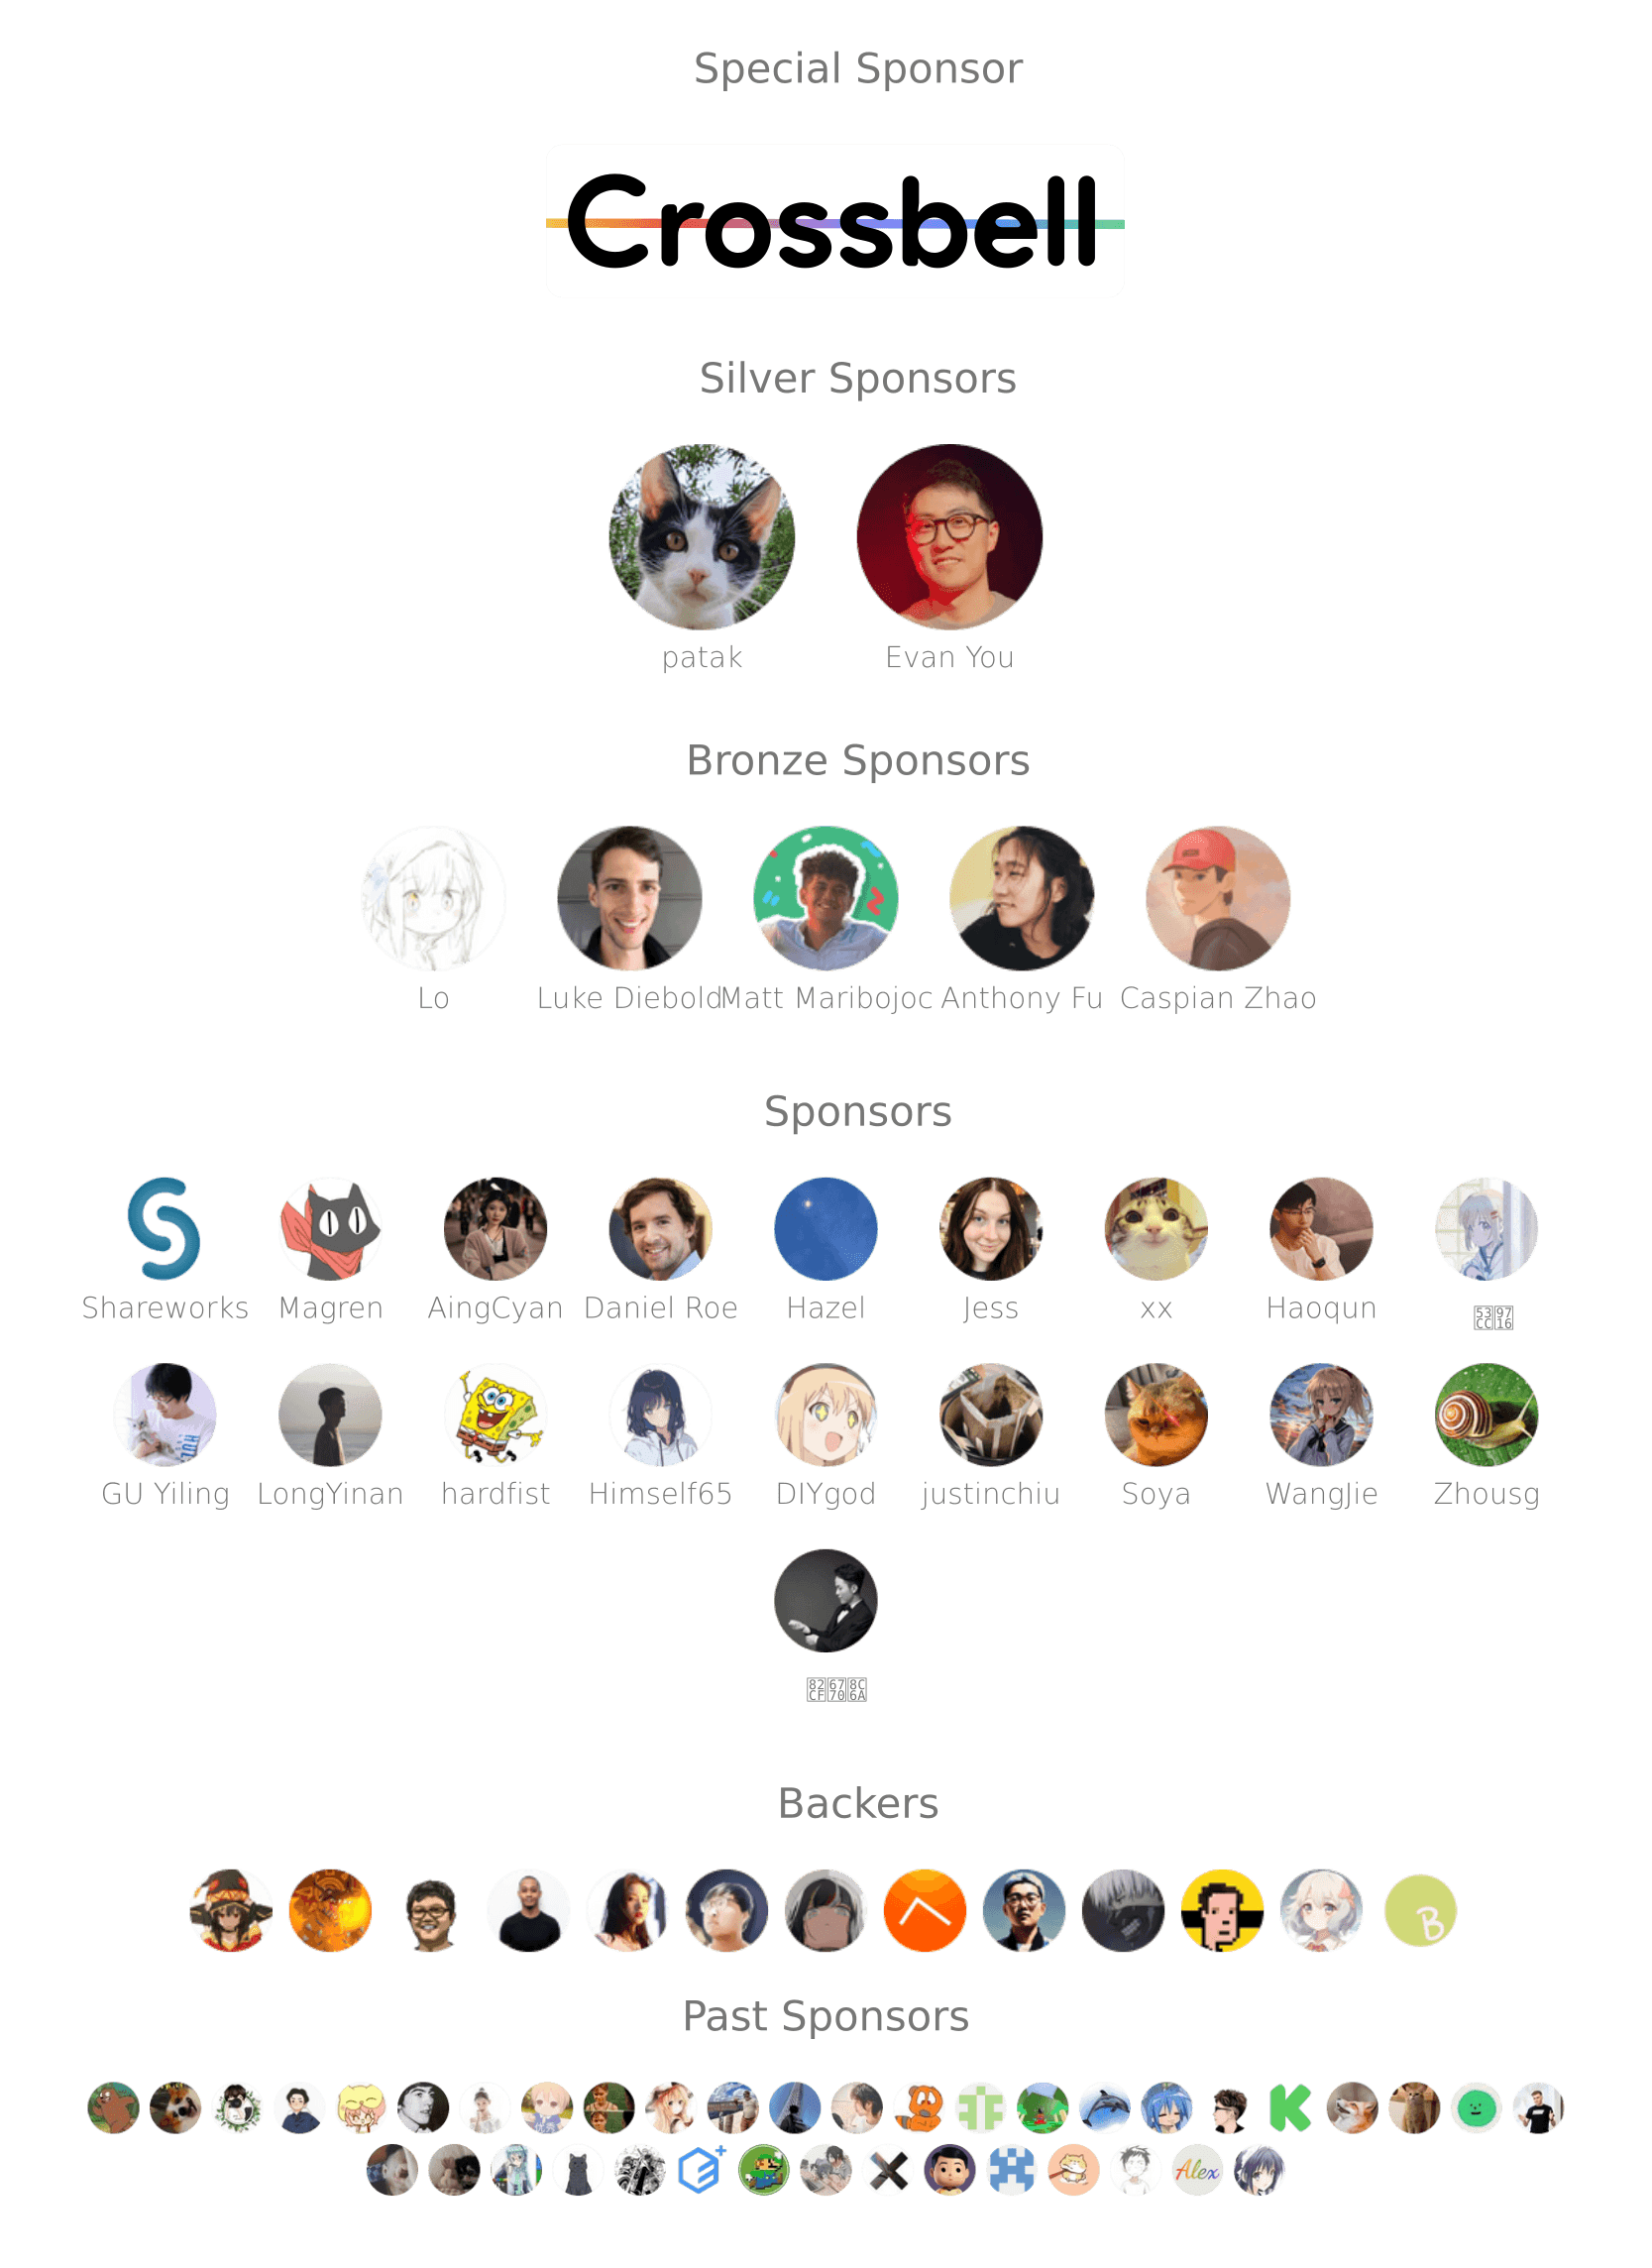 Special Sponsor
Crossbell
Silver Sponsors
patak Evan You
Bronze Sponsors
Lo Luke Diebold Matt Maribojoc Anthony Fu Caspian Zhao
Sponsors
Shareworks Magren AingCyan Daniel Roe Hazel Jess xx Haoqun
GU Yiling LongYinan hardfist Himself65 DIYgod justinchiu Soya WangJie Zhousg
Backers
B
Past Sponsors
K
Alex